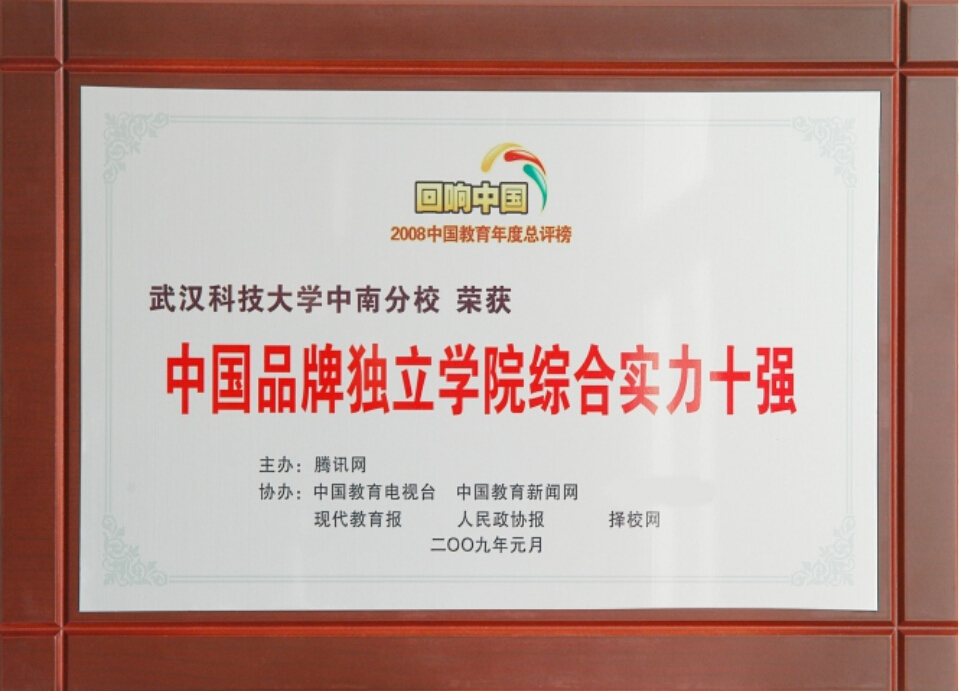 回响中国
2008中国教育年度总评榜
武汉科技大学中南分校 荣获
中国品牌独立学院综合实力十强
主办：腾讯网
协办：中国教育电视台 中国教育新闻网
现代教育报 人民政协报 择校网
二〇〇九年元月